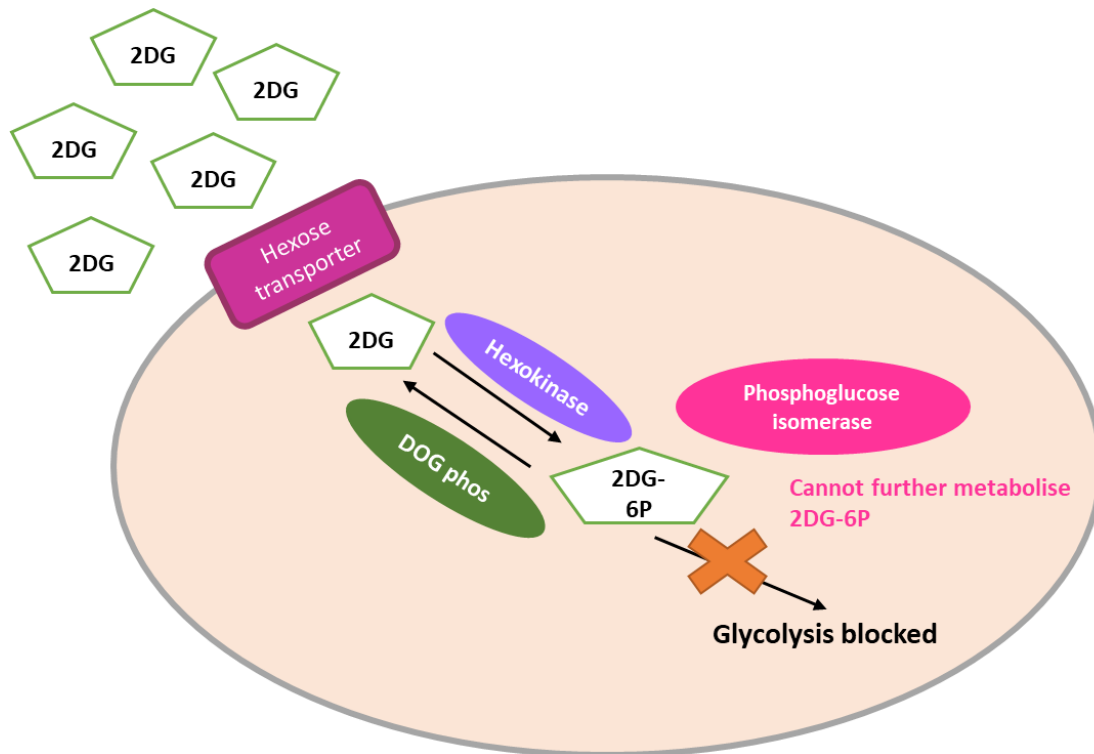 2DG
2DG
2DG
2DG
2DG
Hexose
transporter
2DG
Hexokinase
DOG phos
2DG-
6P
Phosphoglucose
isomerase
Cannot further metabolise
2DG-6P
Glycolysis blocked